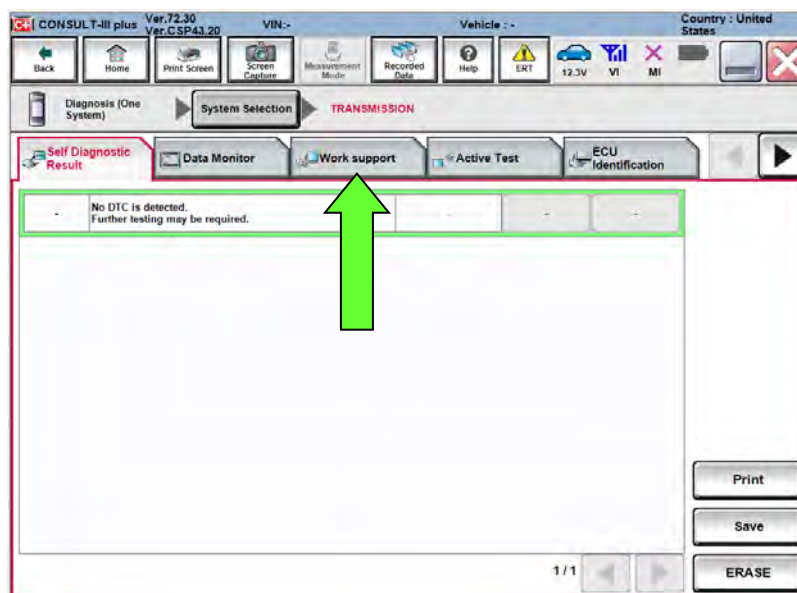 C+ CONSULT-III plus Ver.72.30 VIN:- Vehicle : - Country : United
Ver.CSP43.20 States
Back Home Print Screen Screen Capture Measurement Mode Recorded Data Help ERT 12.3V VI MI
Diagnosis (One
System)
System Selection
TRANSMISSION
Self Diagnostic
Result
Data Monitor
Work support
Active Test
ECU
Identification
- No DTC is detected. - - -
Further testing may be required.
Print
Save
1/1
ERASE